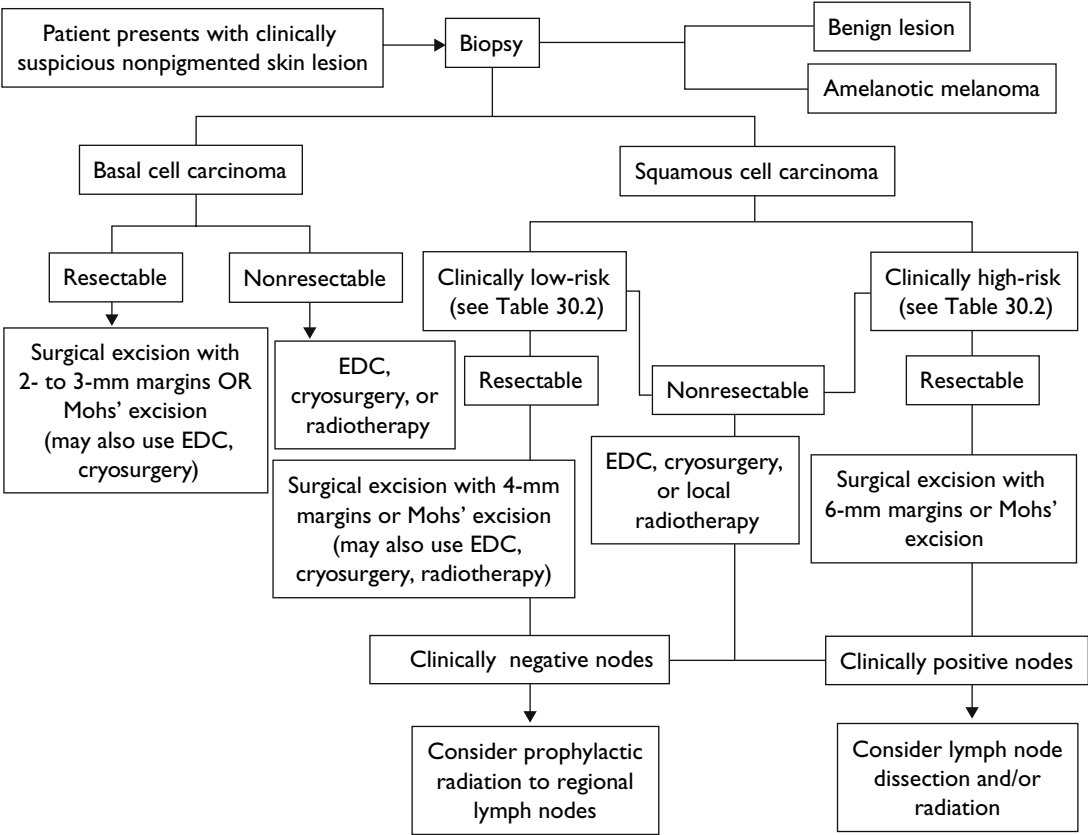 Patient presents with clinically
suspicious nonpigmented skin lesion
Biopsy
Benign lesion
Amelanotic melanoma
Basal cell carcinoma
Squamous cell carcinoma
Resectable
Nonresectable
Clinically low-risk
(see Table 30.2)
Clinically high-risk
(see Table 30.2)
Surgical excision with
2- to 3-mm margins OR
Mohs’ excision
(may also use EDC,
cryosurgery)
EDC,
cryosurgery, or
radiotherapy
Resectable
Nonresectable
Resectable
Surgical excision with 4-mm
margins or Mohs’ excision
(may also use EDC,
cryosurgery, radiotherapy)
EDC, cryosurgery,
or local
radiotherapy
Surgical excision with
6-mm margins or Mohs’
excision
Clinically negative nodes
Clinically positive nodes
Consider prophylactic
radiation to regional
lymph nodes
Consider lymph node
dissection and/or
radiation